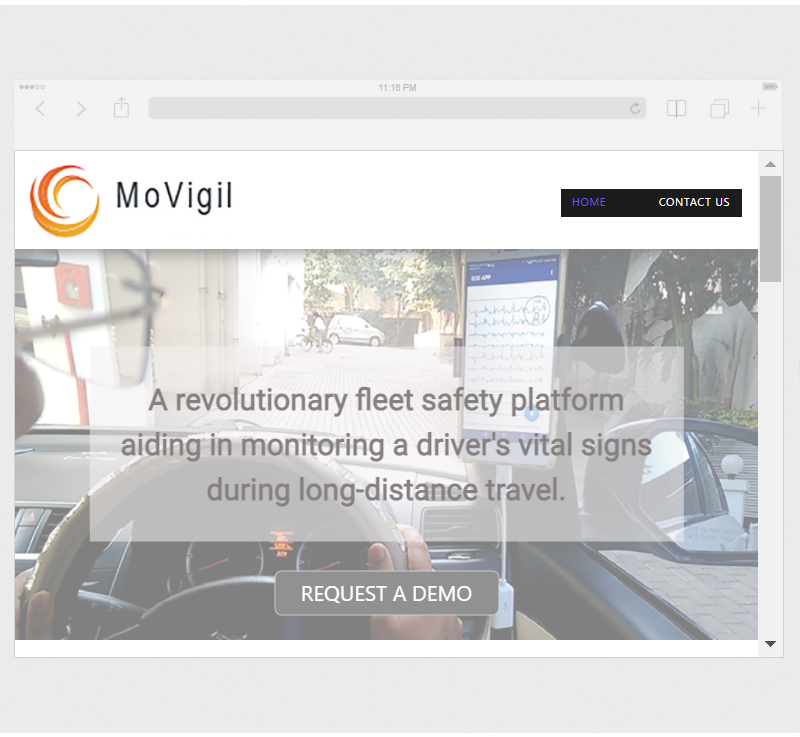 11:16 PM
MoVigil
HOME CONTACT US
ECG APP
A revolutionary fleet safety platform
aiding in monitoring a driver's vital signs
during long-distance travel.
REQUEST A DEMO